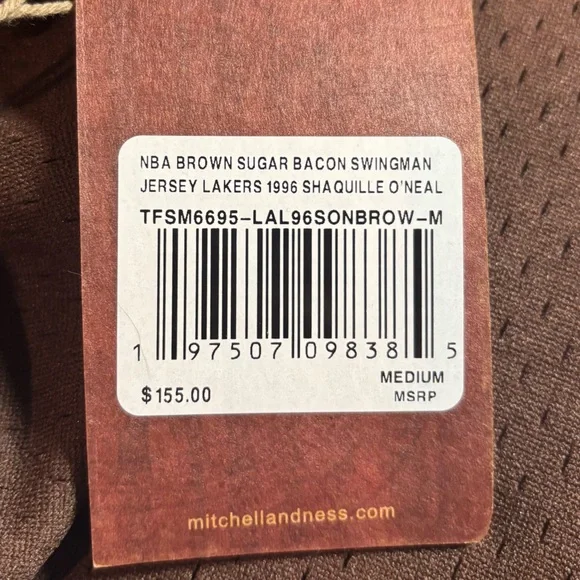 NBA BROWN SUGAR BACON SWINGMAN
JERSEY LAKERS 1996 SHAQUILLE O'NEAL
TFSM6695-LAL96SONBROW-M
1 97507 09838 5
MEDIUM
$155.00 MSRP
mitchellandness.com